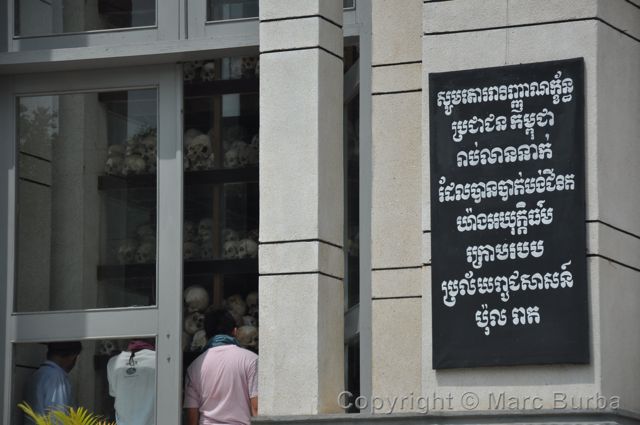 សូមគោរពវិញ្ញាណក្ខ័ន្ធ
ប្រជាជនកម្ពុជា
រាប់លាននាក់
ដែលបានបាត់បង់ជីវិត
យ៉ាងអយុត្តិធម៌
ក្រោមរបប
ប្រល័យពូជសាសន៍
ប៉ុល ពត
Copyright © Marc Burba